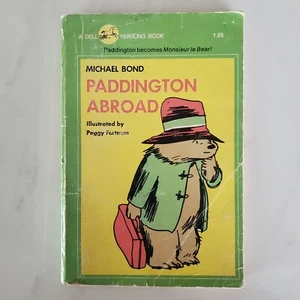 A DELL YEARLING BOOK 1.25
Paddington becomes Monsieur le Bear!
MICHAEL BOND
PADDINGTON
ABROAD
Illustrated by
Peggy Fortnum